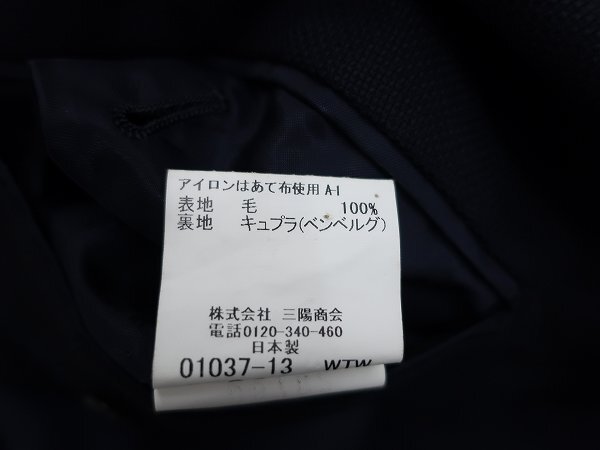 アイロンはあて布使用 A-I
表地 毛 100%
裏地 キュプラ(ベンベルグ)
株式会社 三陽商会
電話0120-340-460
日本製
01037-13 WTW